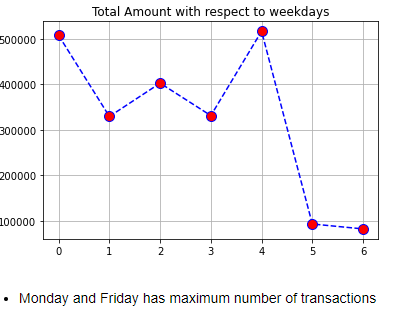 Total Amount with respect to weekdays
500000
400000
300000
200000
100000
0 1 2 3 4 5 6
• Monday and Friday has maximum number of transactions